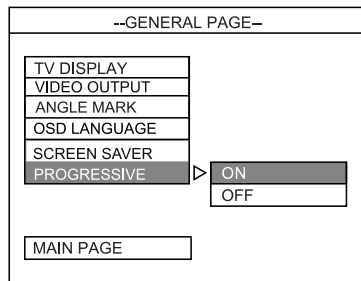 --GENERAL PAGE--
TV DISPLAY
VIDEO OUTPUT
ANGLE MARK
OSD LANGUAGE
SCREEN SAVER
PROGRESSIVE
ON
OFF
MAIN PAGE